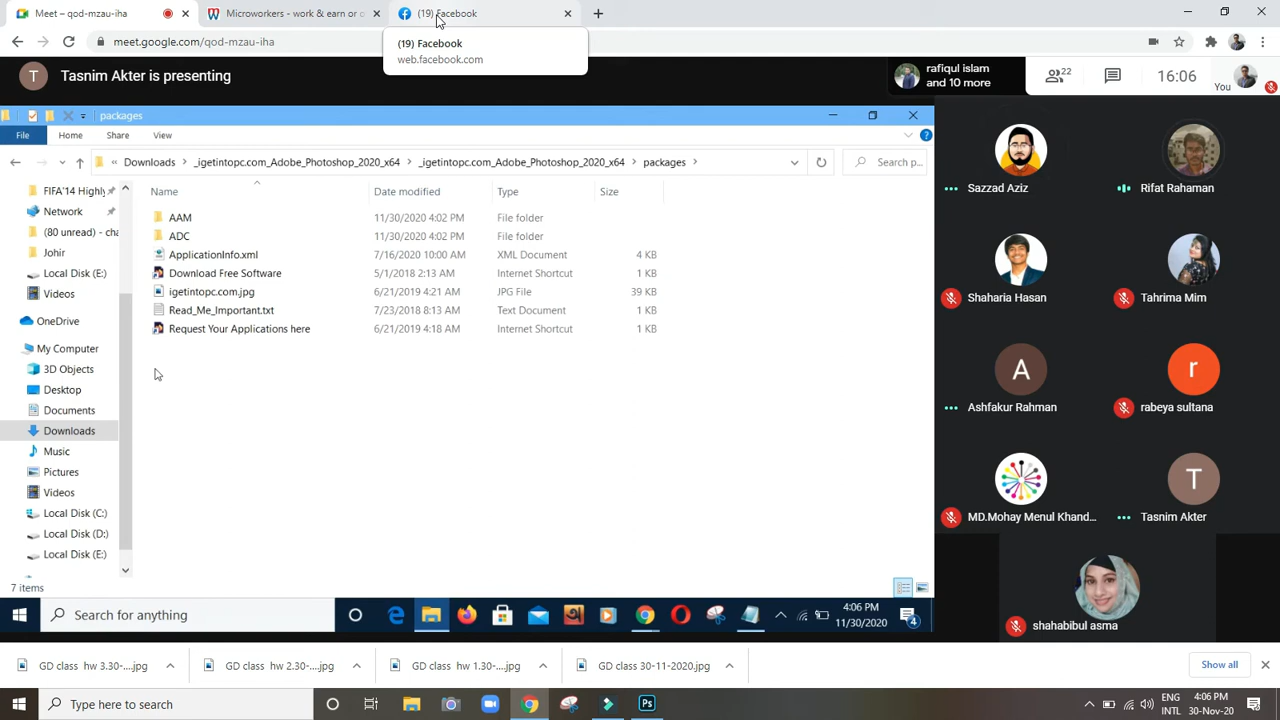 Meet – qod-mzau-iha
Microworkers - work & earn or o
(19) Facebook
meet.google.com/qod-mzau-iha
(19) Facebook
web.facebook.com
T
Tasnim Akter is presenting
rafiqul islam
and 10 more
22
16:06
You
packages
File
Home
Share
View
« Downloads > _igetintopc.com_Adobe_Photoshop_2020_x64 > _igetintopc.com_Adobe_Photoshop_2020_x64 > packages >
Search p...
Name
Date modified
Type
Size
FIFA'14 Highly
Network
(80 unread) - cha
Johir
Local Disk (E:)
Videos
OneDrive
My Computer
3D Objects
Desktop
Documents
Downloads
Music
Pictures
Videos
Local Disk (C:)
Local Disk (D:)
Local Disk (E:)
AAM 11/30/2020 4:02 PM File folder
ADC 11/30/2020 4:02 PM File folder
ApplicationInfo.xml 7/16/2020 10:00 AM XML Document 4 KB
Download Free Software 5/1/2018 2:13 AM Internet Shortcut 1 KB
igetintopc.com.jpg 6/21/2019 4:21 AM JPG File 39 KB
Read_Me_Important.txt 7/23/2018 8:13 AM Text Document 1 KB
Request Your Applications here 6/21/2019 4:18 AM Internet Shortcut 1 KB
7 items
Sazzad Aziz
Rifat Rahaman
Shaharia Hasan
Tahrima Mim
A
Ashfakur Rahman
r
rabeya sultana
MD.Mohay Menul Khand...
T
Tasnim Akter
shahabibul asma
Search for anything
4:06 PM
11/30/2020
4
GD class hw 3.30-....jpg
GD class hw 2.30-....jpg
GD class hw 1.30-....jpg
GD class 30-11-2020.jpg
Show all
Type here to search
Ps
ENG
INTL
4:06 PM
30-Nov-20